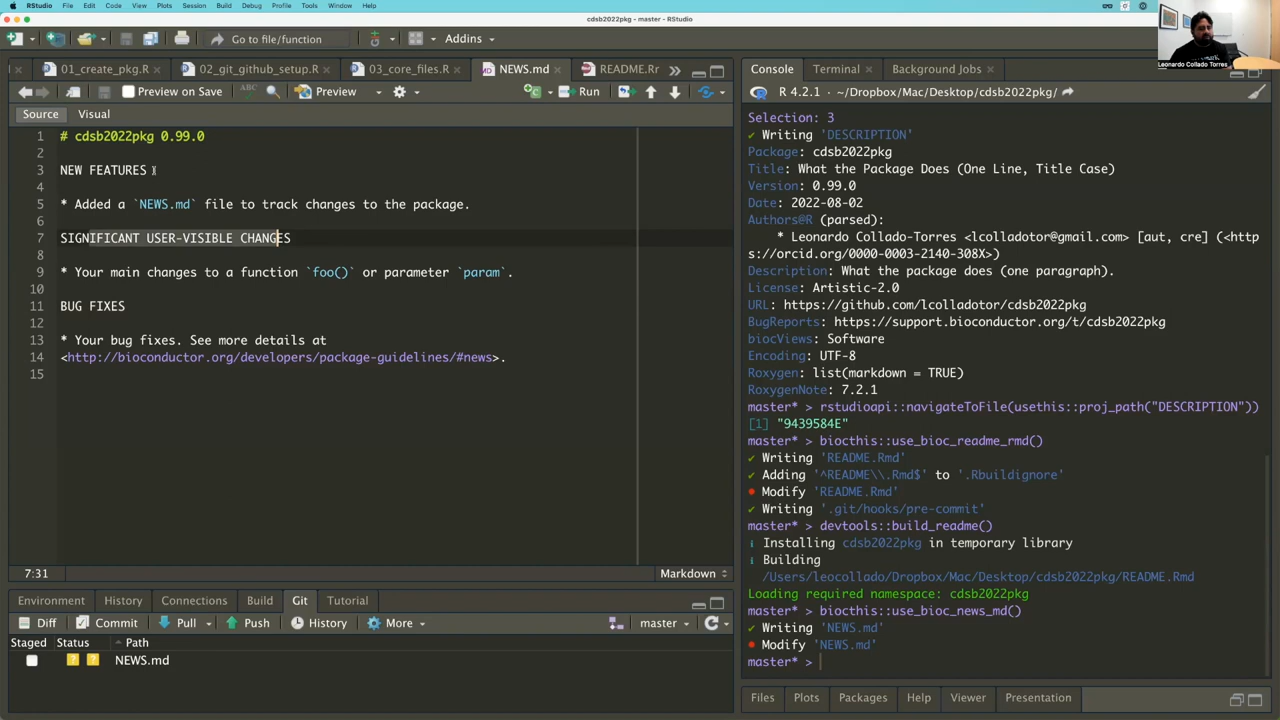 RStudio File Edit Code View Plots Session Build Debug Profile Tools Window Help
cdsb2022pkg - master - RStudio
Go to file/function
Addins
01_create_pkg.R
02_git_github_setup.R
03_core_files.R
NEWS.md
README.Rr
Preview on Save
Preview
Run
Source
Visual
1 # cdsb2022pkg 0.99.0
2
3 NEW FEATURES
4
5 * Added a `NEWS.md` file to track changes to the package.
6
7 SIGNIFICANT USER-VISIBLE CHANGES
8
9 * Your main changes to a function `foo()` or parameter `param`.
10
11 BUG FIXES
12
13 * Your bug fixes. See more details at
14 <http://bioconductor.org/developers/package-guidelines/#news>.
15
7:31
Markdown
Environment History Connections Build Git Tutorial
Diff Commit Pull Push History More master
Staged Status Path
? ? NEWS.md
Leonardo Collado Torres
Console Terminal Background Jobs
R 4.2.1 · ~/Dropbox/Mac/Desktop/cdsb2022pkg/
Selection: 3
✓ Writing 'DESCRIPTION'
Package: cdsb2022pkg
Title: What the Package Does (One Line, Title Case)
Version: 0.99.0
Date: 2022-08-02
Authors@R (parsed):
* Leonardo Collado-Torres <lcolladotor@gmail.com> [aut, cre] (<http
s://orcid.org/0000-0003-2140-308X>)
Description: What the package does (one paragraph).
License: Artistic-2.0
URL: https://github.com/lcolladotor/cdsb2022pkg
BugReports: https://support.bioconductor.org/t/cdsb2022pkg
biocViews: Software
Encoding: UTF-8
Roxygen: list(markdown = TRUE)
RoxygenNote: 7.2.1
master* > rstudioapi::navigateToFile(usethis::proj_path("DESCRIPTION"))
[1] "9439584E"
master* > biocthis::use_bioc_readme_rmd()
✓ Writing 'README.Rmd'
✓ Adding '^README\\.Rmd$' to '.Rbuildignore'
• Modify 'README.Rmd'
✓ Writing '.git/hooks/pre-commit'
master* > devtools::build_readme()
i Installing cdsb2022pkg in temporary library
i Building
/Users/leocollado/Dropbox/Mac/Desktop/cdsb2022pkg/README.Rmd
Loading required namespace: cdsb2022pkg
master* > biocthis::use_bioc_news_md()
✓ Writing 'NEWS.md'
• Modify 'NEWS.md'
master* >
Files Plots Packages Help Viewer Presentation